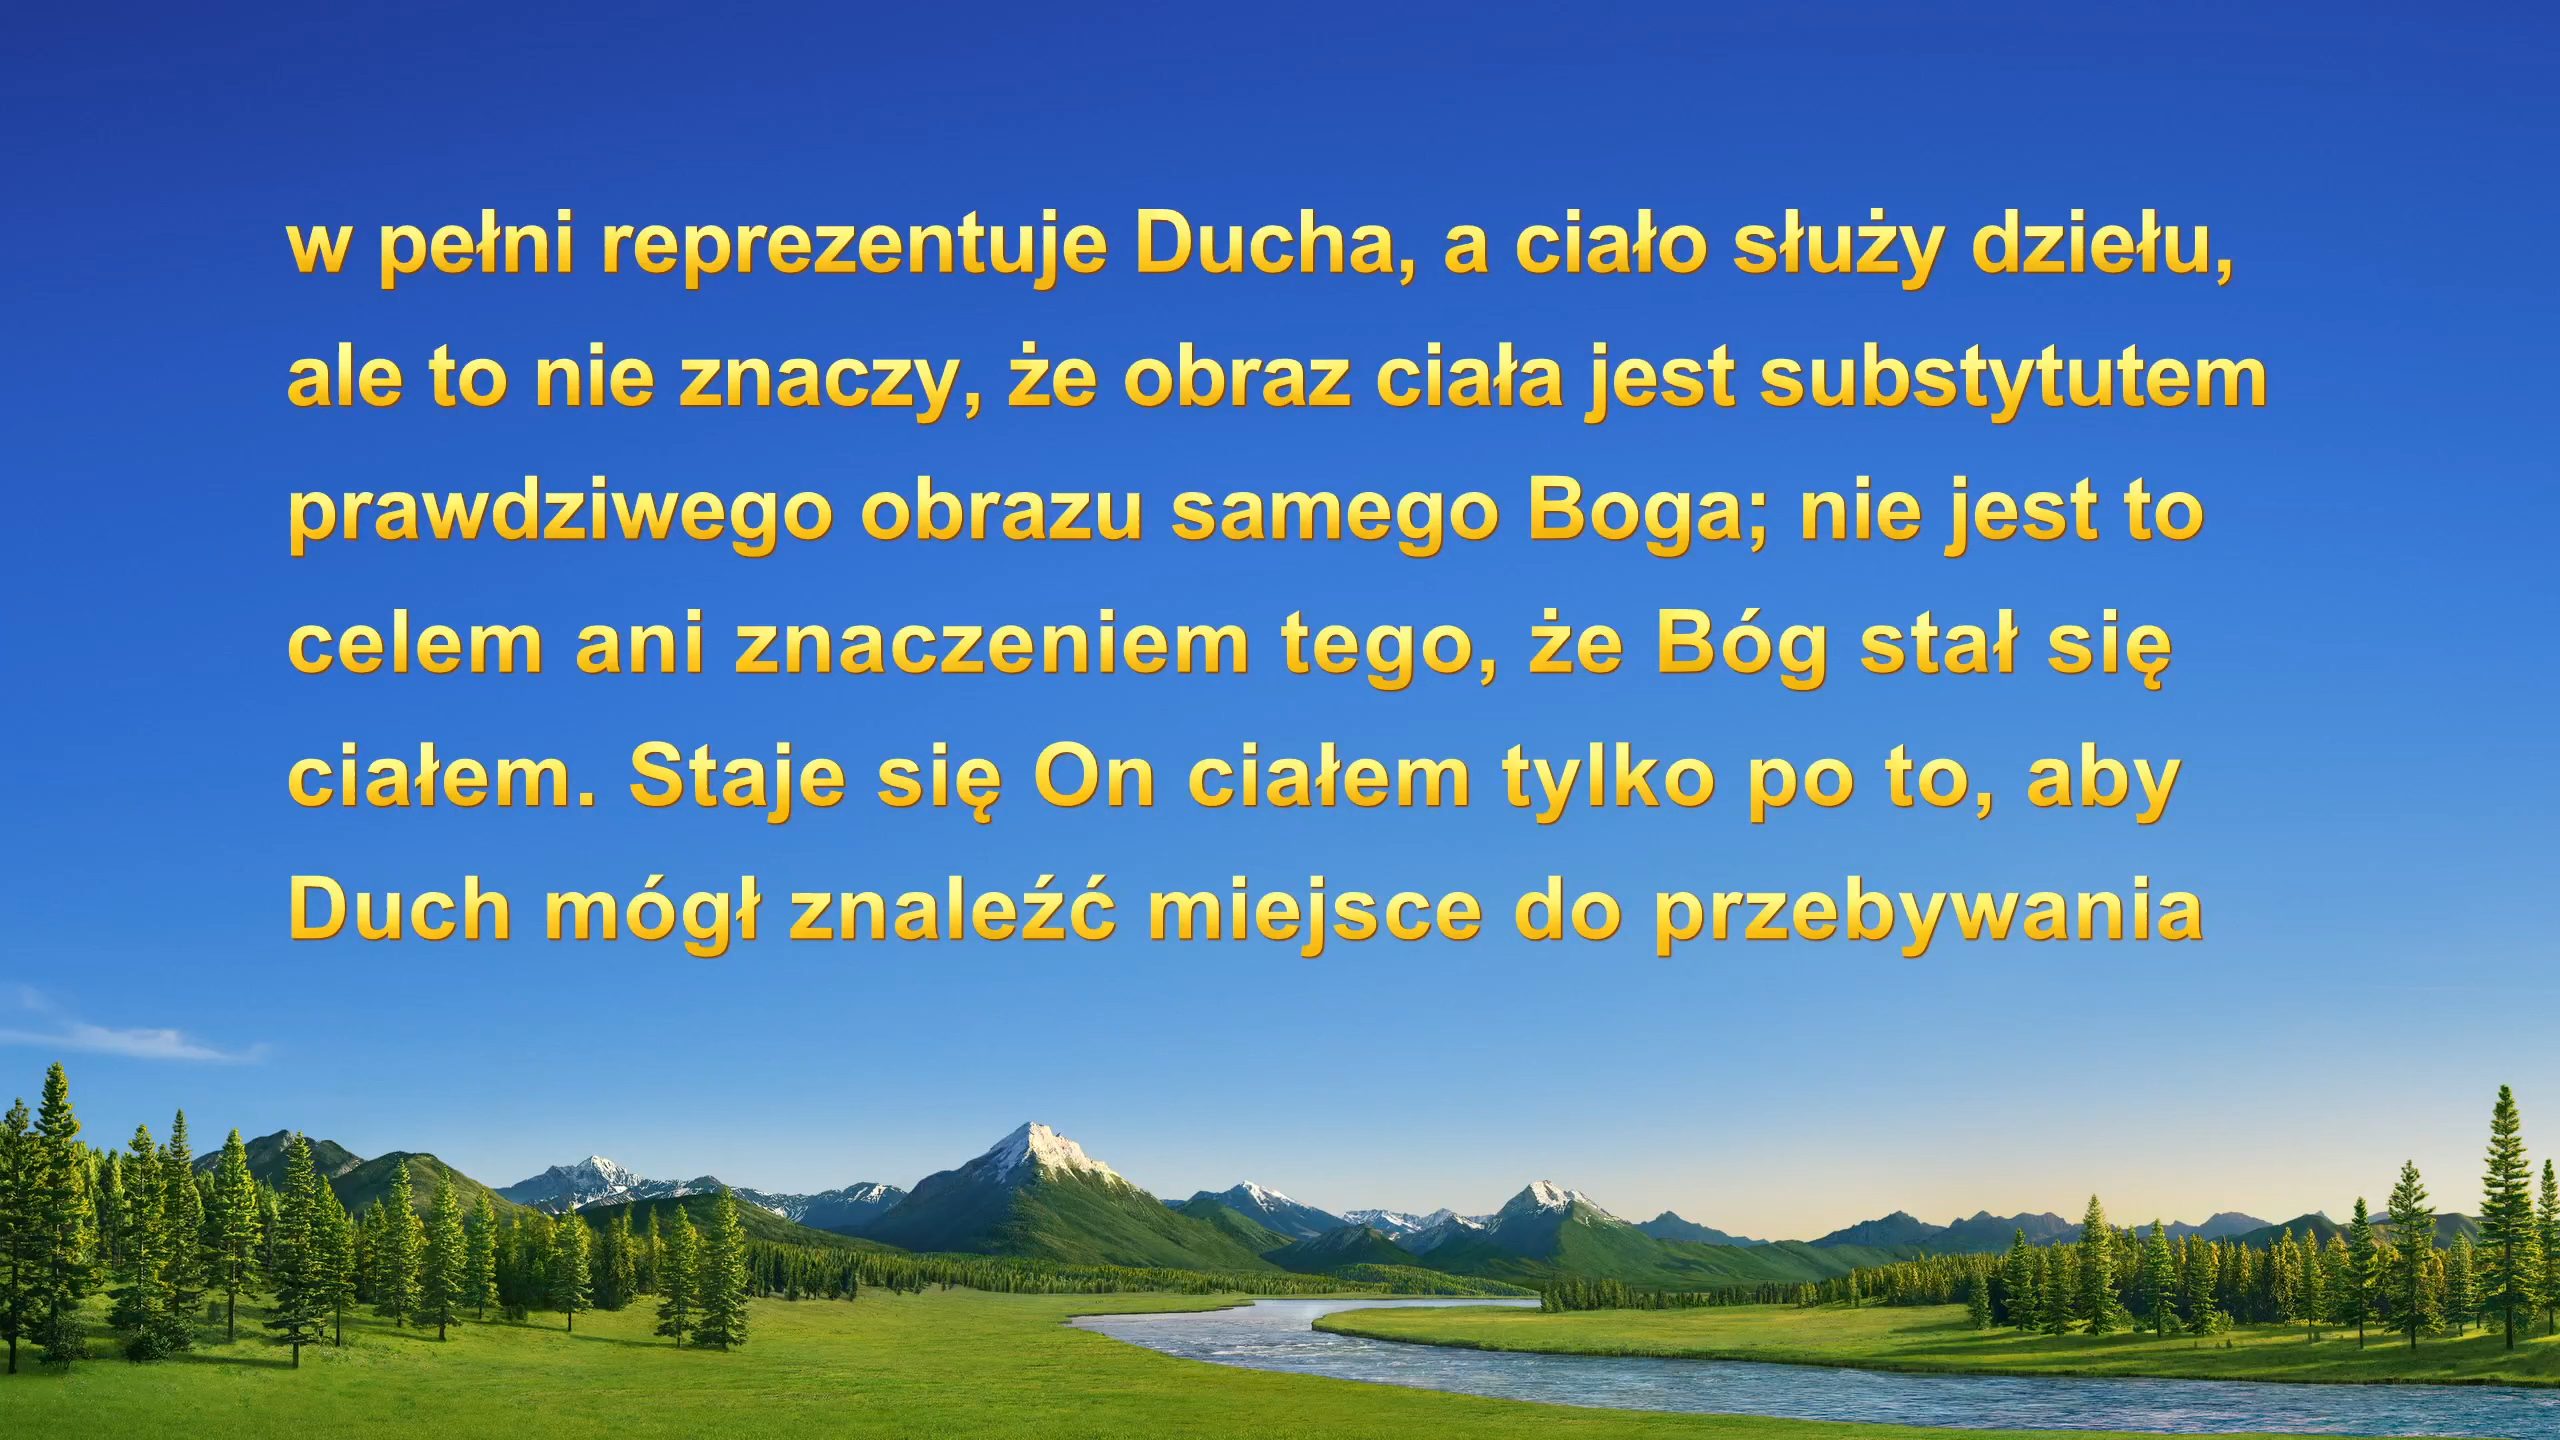 w pełni reprezentuje Ducha, a ciało służy dziełu,
ale to nie znaczy, że obraz ciała jest substytutem
prawdziwego obrazu samego Boga; nie jest to
celem ani znaczeniem tego, że Bóg stał się
ciałem. Staje się On ciałem tylko po to, aby
Duch mógł znaleźć miejsce do przebywania